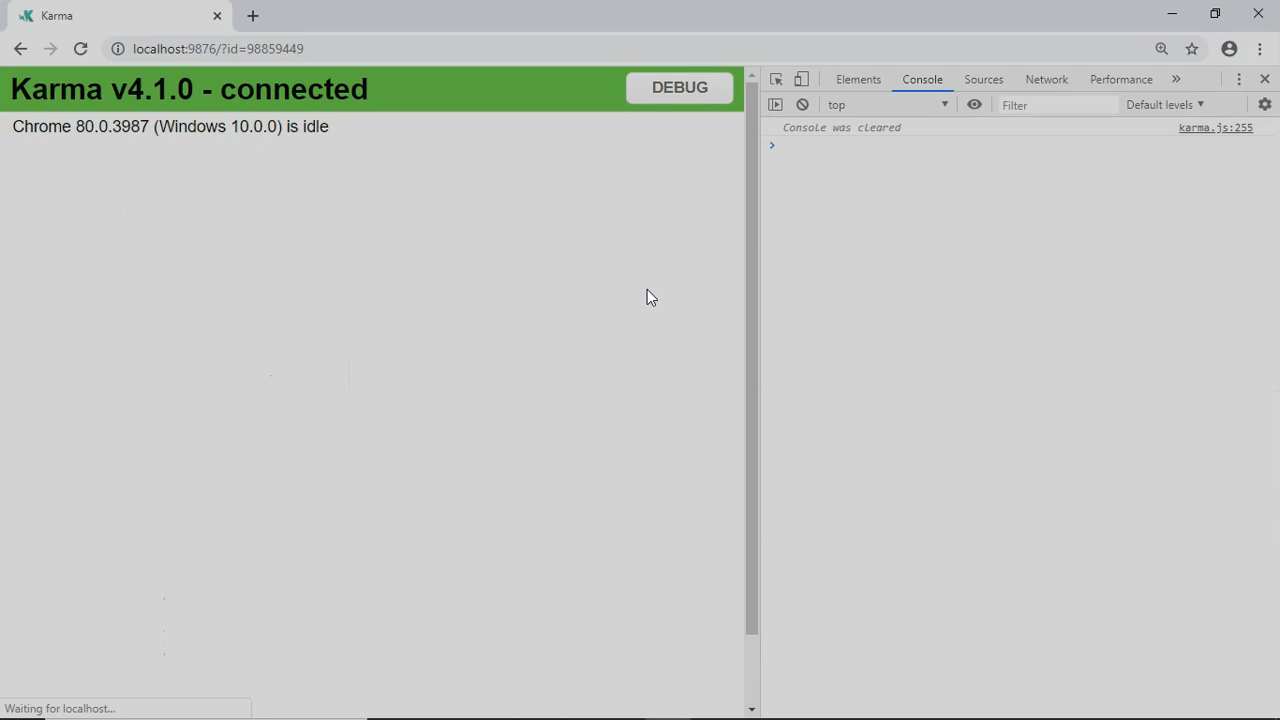 Karma
localhost:9876/?id=98859449
Karma v4.1.0 - connected
DEBUG
Chrome 80.0.3987 (Windows 10.0.0) is idle
Elements Console Sources Network Performance »
top Filter Default levels
Console was cleared karma.js:255
Waiting for localhost...